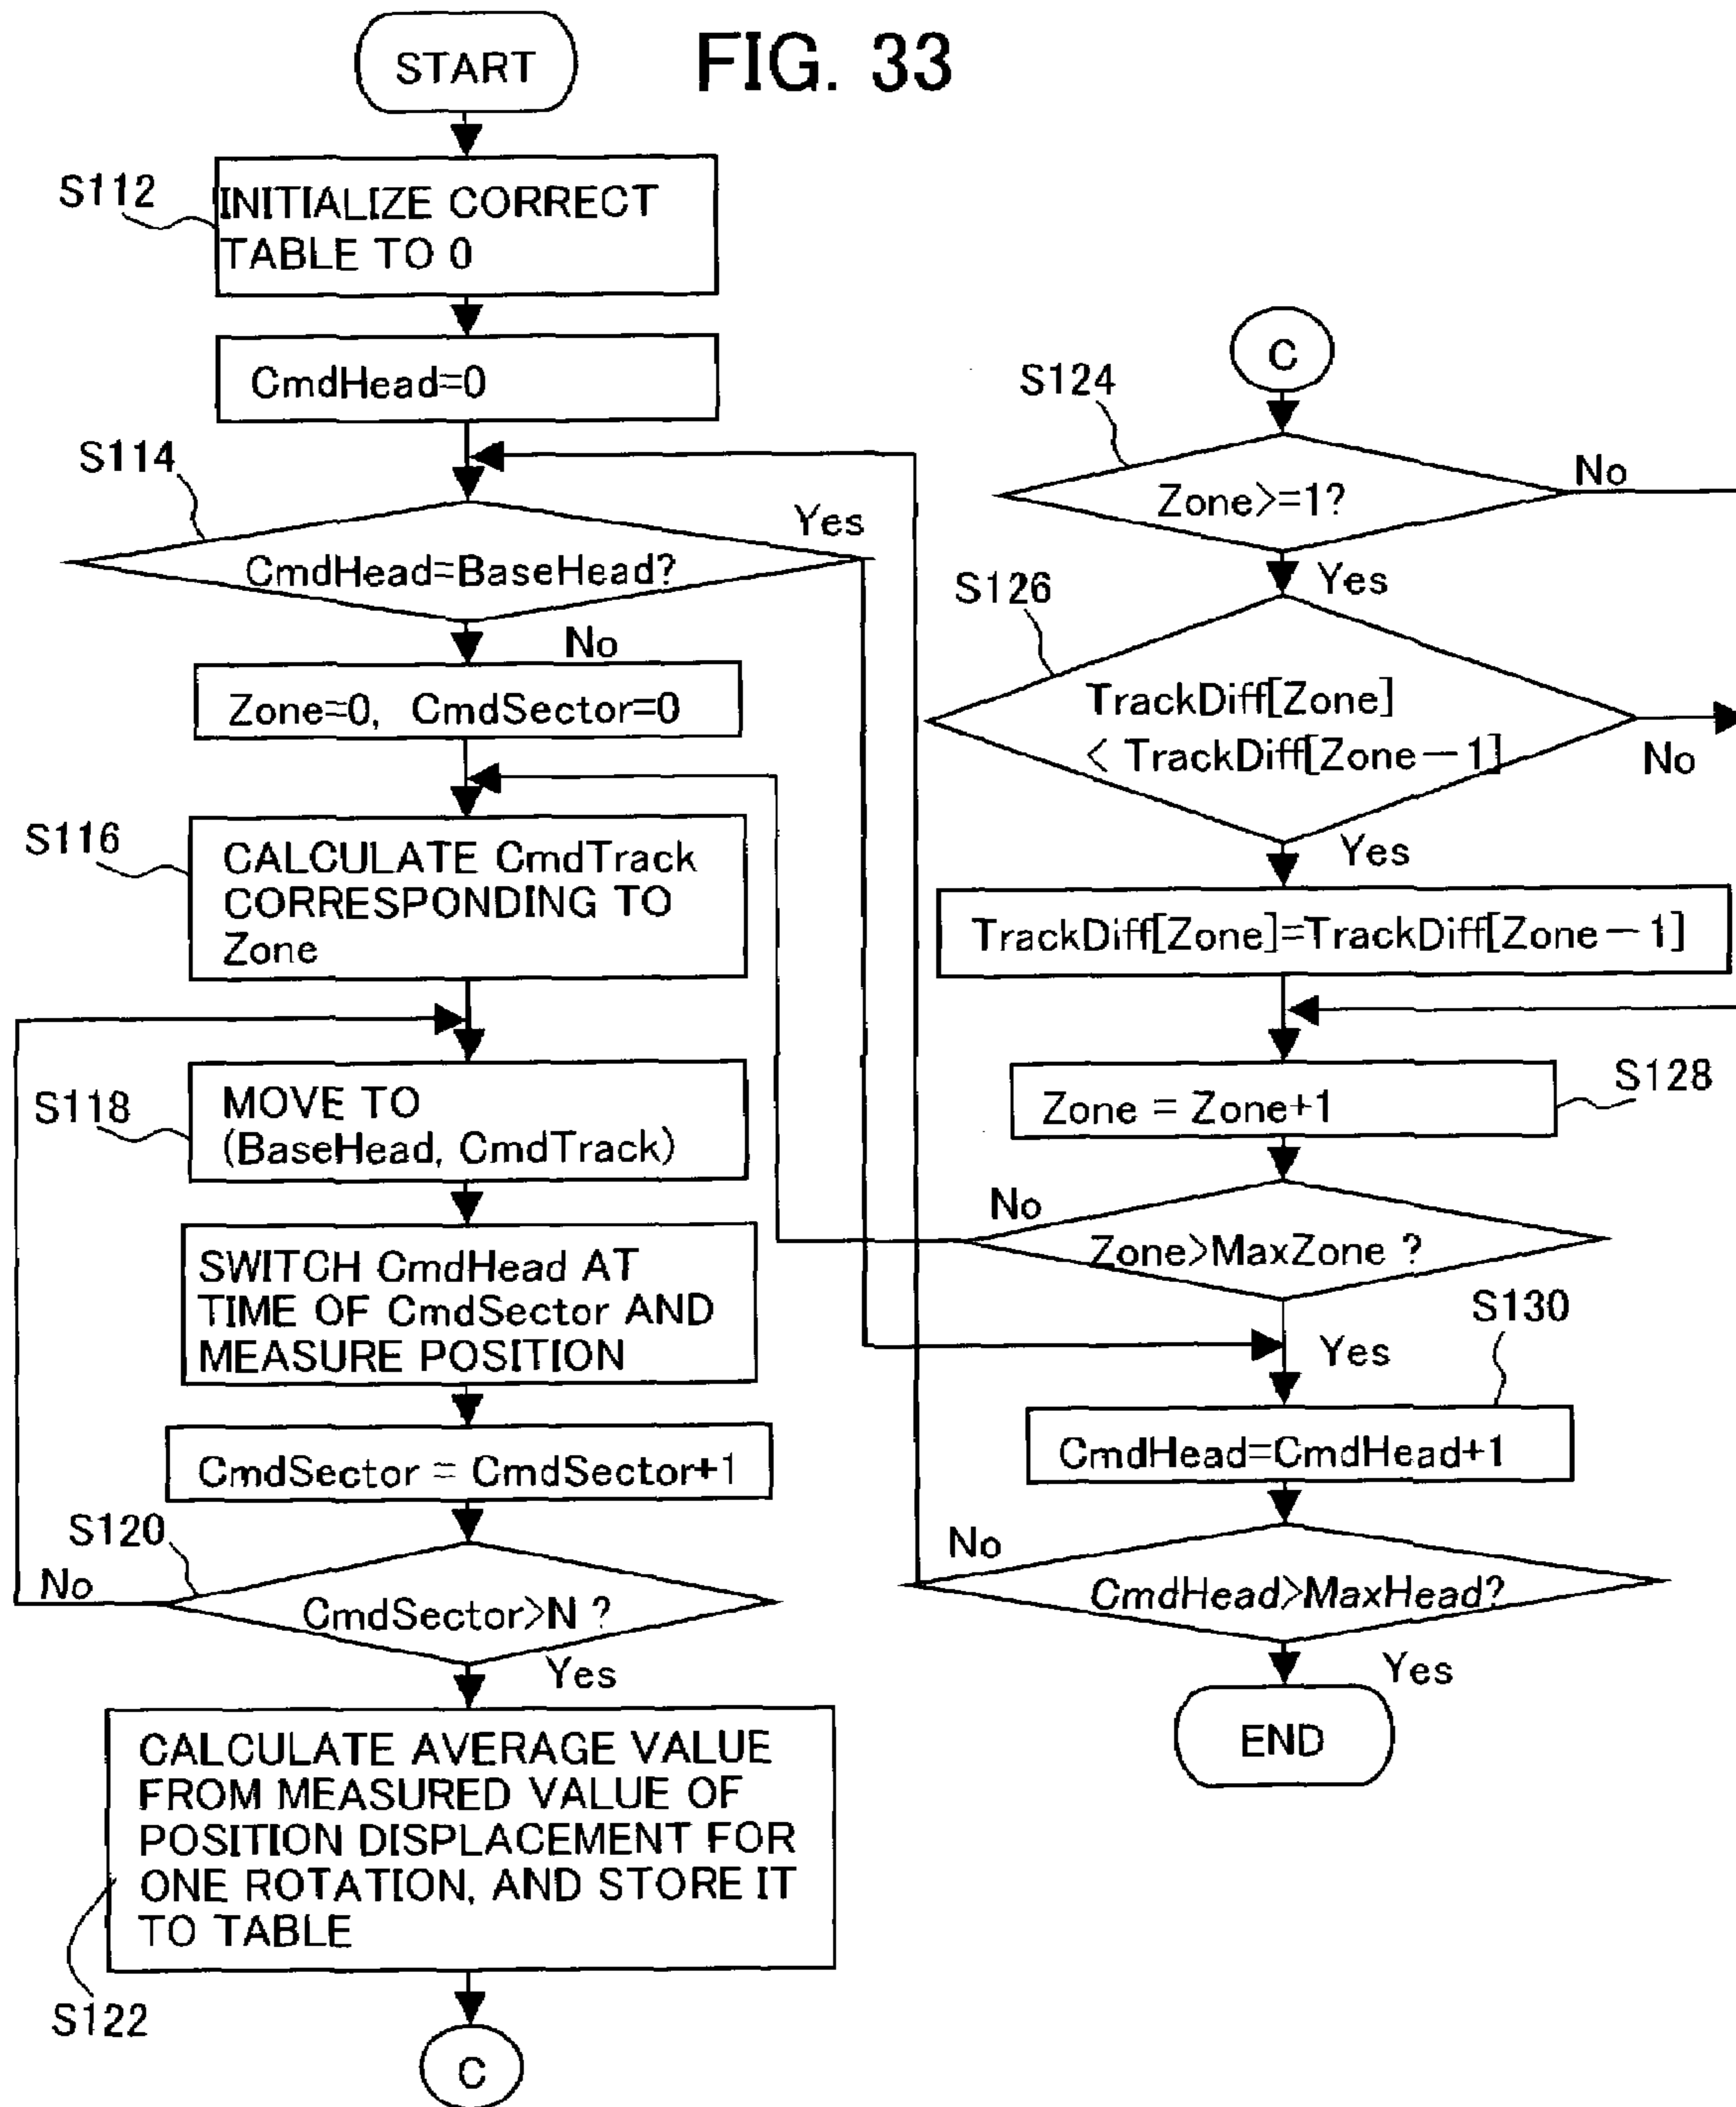 FIG. 33
START
S112
INITIALIZE CORRECT
TABLE TO 0
CmdHead=0
S114
CmdHead=BaseHead?
Yes
No
Zone=0, CmdSector=0
S116
CALCULATE CmdTrack
CORRESPONDING TO
Zone
S118
MOVE TO
(BaseHead, CmdTrack)
SWITCH CmdHead AT
TIME OF CmdSector AND
MEASURE POSITION
CmdSector = CmdSector+1
S120
No
CmdSector>N ?
Yes
CALCULATE AVERAGE VALUE
FROM MEASURED VALUE OF
POSITION DISPLACEMENT FOR
ONE ROTATION, AND STORE IT
TO TABLE
S122
C
C
S124
Zone>=1?
No
Yes
S126
TrackDiff[Zone]
< TrackDiff[Zone-1]
No
Yes
TrackDiff[Zone]=TrackDiff[Zone-1]
Zone = Zone+1
S128
No
Zone>MaxZone ?
Yes
S130
CmdHead=CmdHead+1
No
CmdHead>MaxHead?
Yes
END